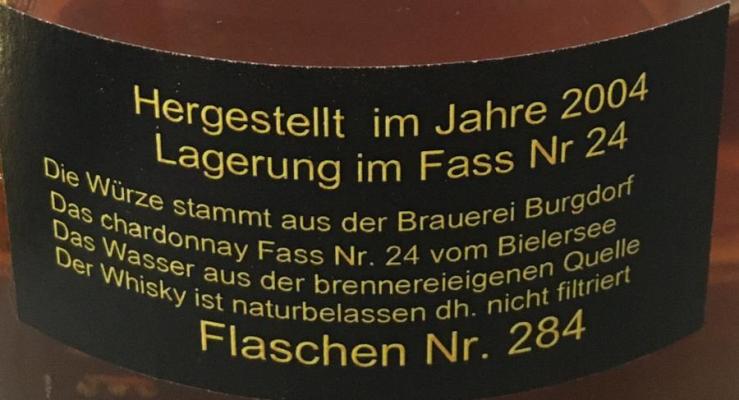 Hergestellt im Jahre 2004
Lagerung im Fass Nr 24
Die Würze stammt aus der Brauerei Burgdorf
Das chardonnay Fass Nr. 24 vom Bielersee
Das Wasser aus der brennereieigenen Quelle
Der Whisky ist naturbelassen dh. nicht filtriert
Flaschen Nr. 284